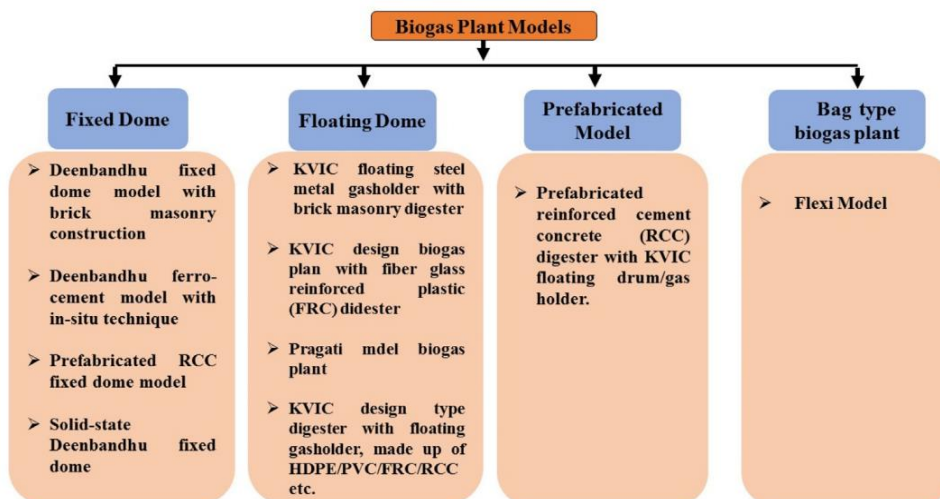 Biogas Plant Models
Fixed Dome
Deenbandhu fixed
dome model with
brick masonry
construction
Deenbandhu ferro-
cement model with
in-situ technique
Prefabricated RCC
fixed dome model
Solid-state
Deenbandhu fixed
dome
Floating Dome
KVIC floating steel
metal gasholder with
brick masonry digester
KVIC design biogas
plan with fiber glass
reinforced plastic
(FRC) didester
Pragati mdel biogas
plant
KVIC design type
digester with floating
gasholder, made up of
HDPE/PVC/FRC/RCC
etc.
Prefabricated
Model
Prefabricated
reinforced cement
concrete (RCC)
digester with KVIC
floating drum/gas
holder.
Bag type
biogas plant
Flexi Model